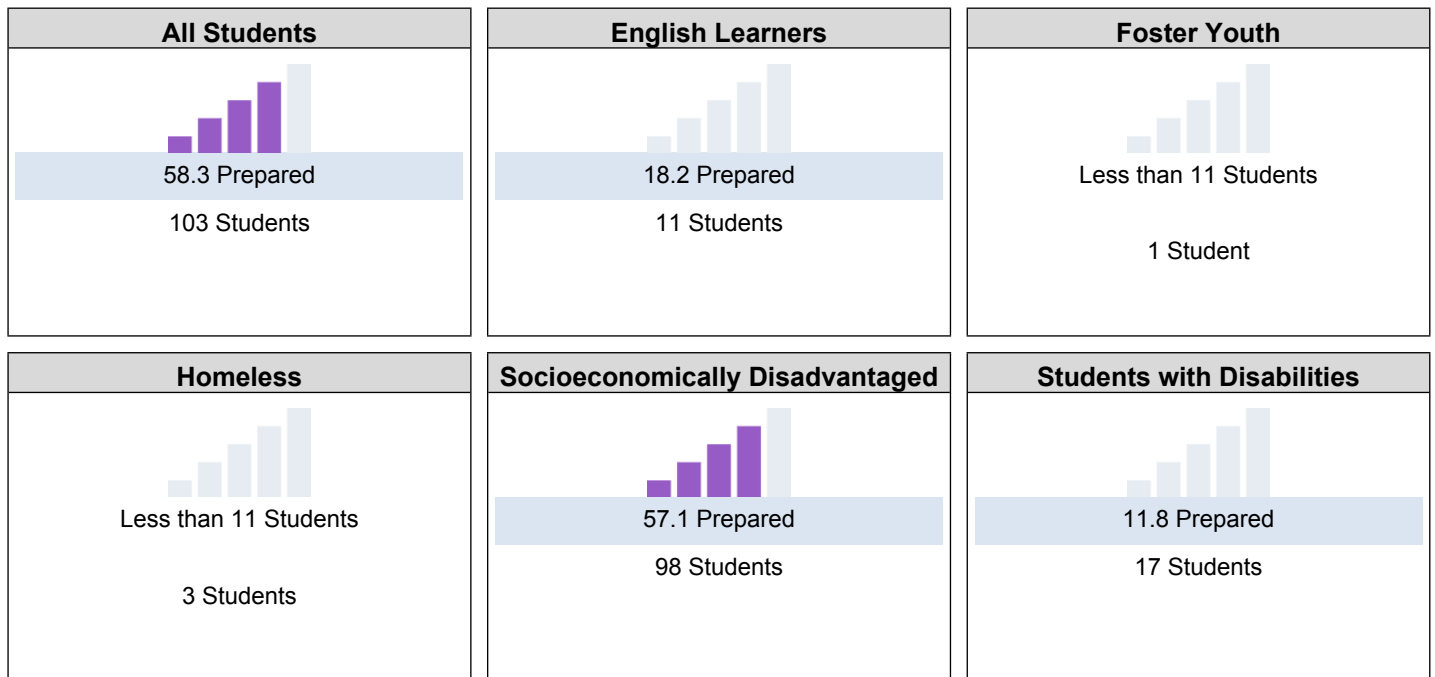 All Students
58.3 Prepared
103 Students
English Learners
18.2 Prepared
11 Students
Foster Youth
Less than 11 Students
1 Student
Homeless
Less than 11 Students
3 Students
Socioeconomically Disadvantaged
57.1 Prepared
98 Students
Students with Disabilities
11.8 Prepared
17 Students